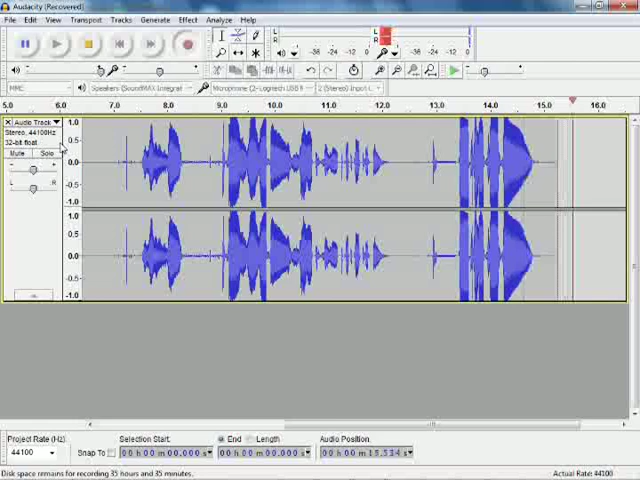 Audacity (Recovered)
File Edit View Transport Tracks Generate Effect Analyze Help
L -36 -24 -12 0
R
L -36 -24 -12 0
R
MME Speakers (SoundMAX Integrated Microphone (2-Logitech USB 2 (Stereo) Input
5.0 6.0 7.0 8.0 9.0 10.0 11.0 12.0 13.0 14.0 15.0 16.0
Audio Track
Stereo, 44100Hz
32-bit float
Mute Solo
- +
L R
1.0
0.5
0.0
-0.5
-1.0
1.0
0.5
0.0
-0.5
-1.0
Project Rate (Hz): Selection Start: End Length Audio Position:
44100 Snap To 00 h 00 m 00.000 s 00 h 00 m 00.000 s 00 h 00 m 15.534 s
Disk space remains for recording 35 hours and 35 minutes. Actual Rate: 44100